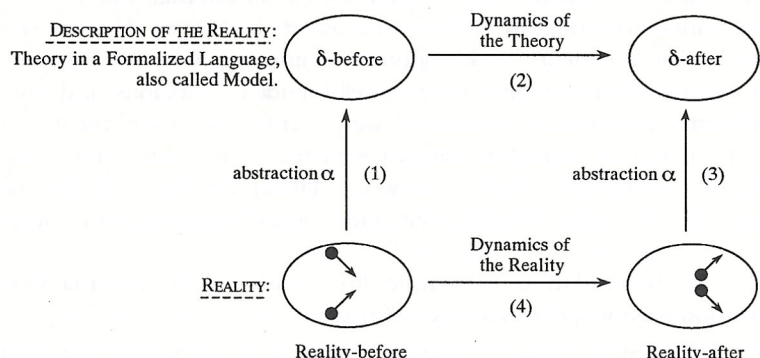 DESCRIPTION OF THE REALITY:
Theory in a Formalized Language,
also called Model.
δ-before
Dynamics of
the Theory
(2)
δ-after
abstraction α
(1)
abstraction α
(3)
REALITY:
Dynamics of
the Reality
(4)
Reality-before
Reality-after